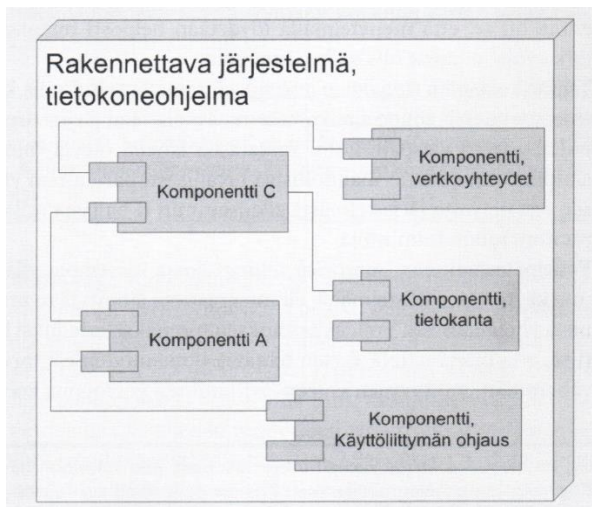 Rakennettava järjestelmä,
tietokoneohjelma
Komponentti,
verkkoyhteydet
Komponentti C
Komponentti,
tietokanta
Komponentti A
Komponentti,
Käyttöliittymän ohjaus